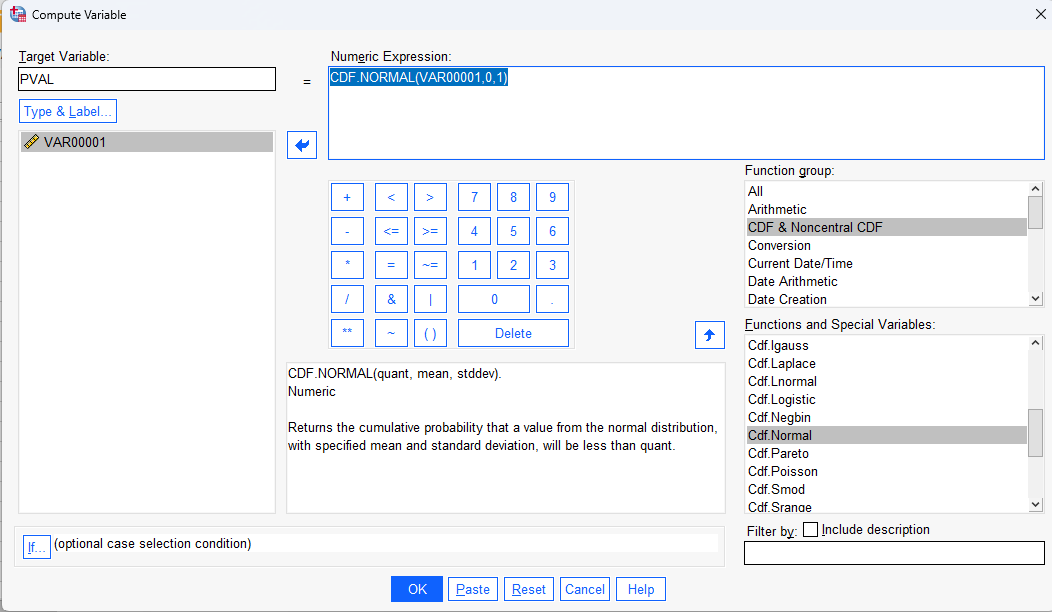 Compute Variable
Target Variable:
PVAL
=
Numeric Expression:
CDF.NORMAL(VAR00001,0,1)
Type & Label...
VAR00001
+ < > 7 8 9
- <= >= 4 5 6
* = ~= 1 2 3
/ & | 0 .
** ~ ( ) Delete
Function group:
All
Arithmetic
CDF & Noncentral CDF
Conversion
Current Date/Time
Date Arithmetic
Date Creation
Functions and Special Variables:
Cdf.Igauss
Cdf.Laplace
Cdf.Lnormal
Cdf.Logistic
Cdf.Negbin
Cdf.Normal
Cdf.Pareto
Cdf.Poisson
Cdf.Smod
Cdf.Srange
CDF.NORMAL(quant, mean, stddev).
Numeric
Returns the cumulative probability that a value from the normal distribution,
with specified mean and standard deviation, will be less than quant.
If... (optional case selection condition)
Filter by: Include description
OK Paste Reset Cancel Help